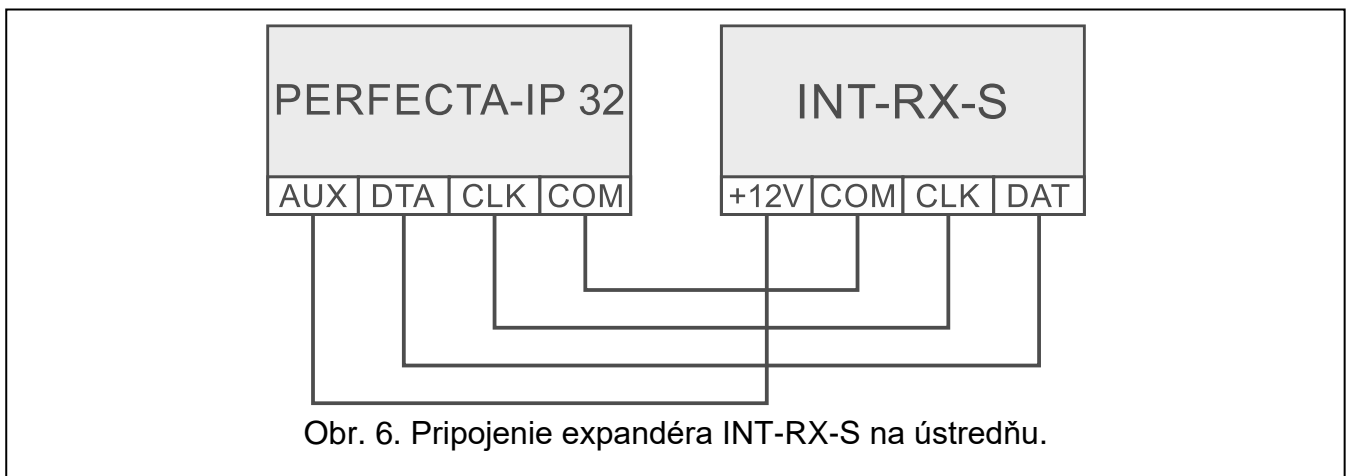 PERFECTA-IP 32 INT-RX-S
AUX DTA CLK COM +12V COM CLK DAT
Obr. 6. Pripojenie expandéra INT-RX-S na ústredňu.